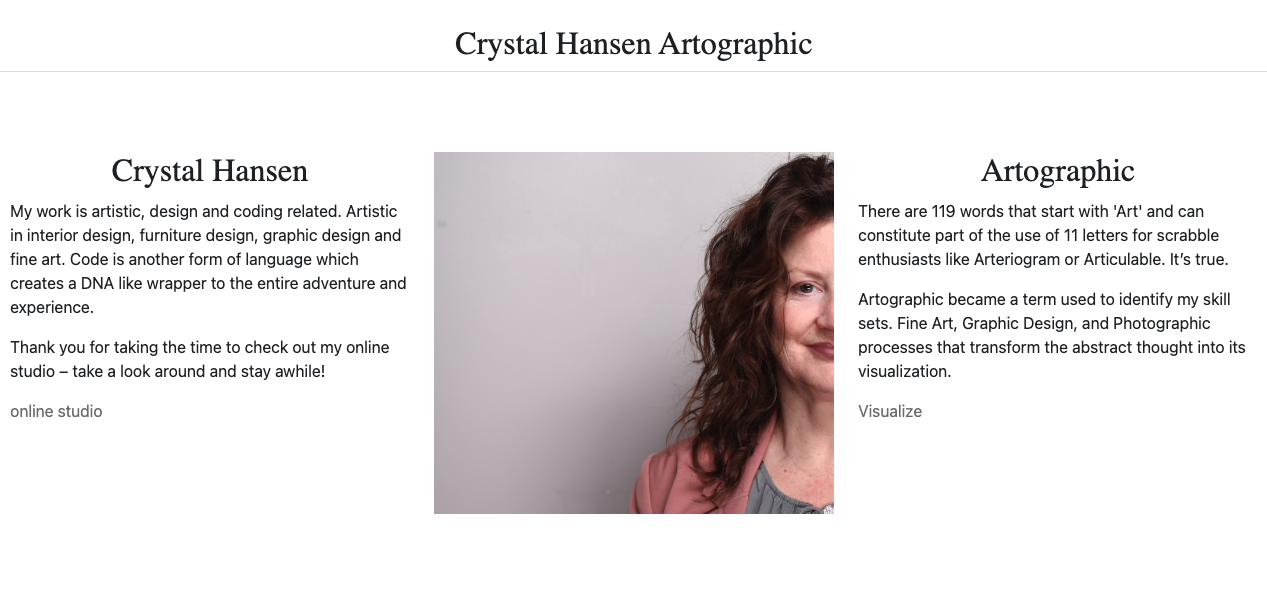 Crystal Hansen Artographic
Crystal Hansen
My work is artistic, design and coding related. Artistic
in interior design, furniture design, graphic design and
fine art. Code is another form of language which
creates a DNA like wrapper to the entire adventure and
experience.
Thank you for taking the time to check out my online
studio – take a look around and stay awhile!
online studio
Artographic
There are 119 words that start with 'Art' and can
constitute part of the use of 11 letters for scrabble
enthusiasts like Arteriogram or Articulable. It’s true.
Artographic became a term used to identify my skill
sets. Fine Art, Graphic Design, and Photographic
processes that transform the abstract thought into its
visualization.
Visualize